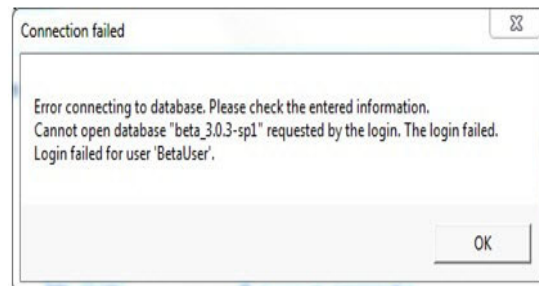 Connection failed
Error connecting to database. Please check the entered information.
Cannot open database "beta_3.0.3-sp1" requested by the login. The login failed.
Login failed for user 'BetaUser'.
OK